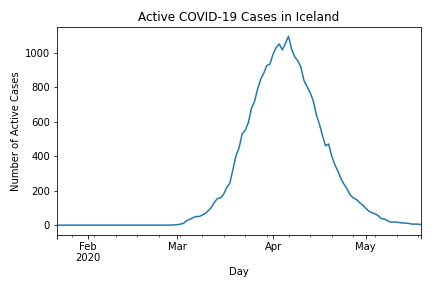 Active COVID-19 Cases in Iceland
Number of Active Cases
1000
800
600
400
200
0
Feb
2020
Mar
Apr
May
Day